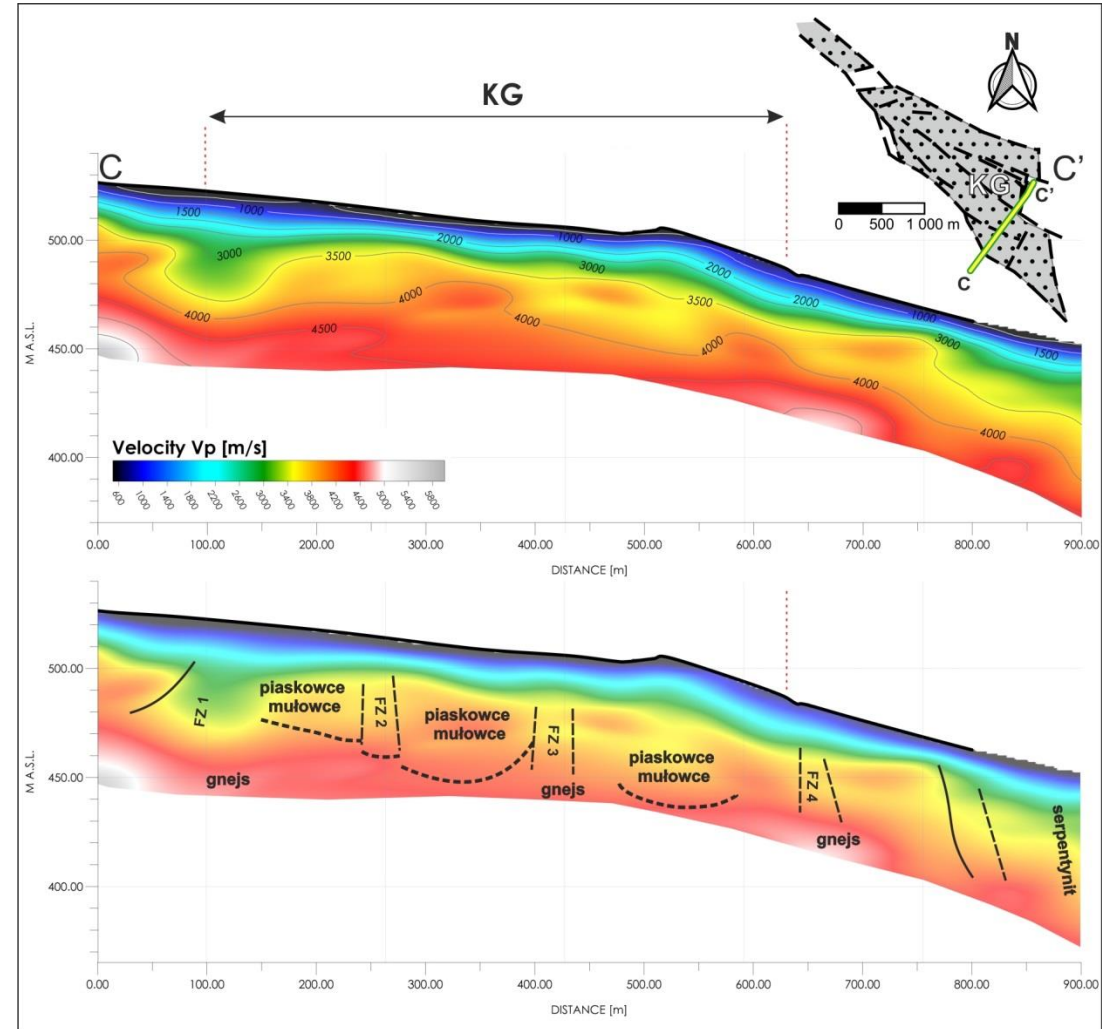 KG
N
C
C'
KG
C'
C
0 500 1 000 m
1500
1000
2000
1000
3000
3500
3000
2000
3500
2000
1000
3000
1500
4000
4500
4000
4000
4000
4000
4000
500.00
450.00
400.00
M A.S.L.
Velocity Vp [m/s]
600 1000 1400 1800 2200 2600 3000 3400 3800 4200 4600 5000 5400 5800
0.00 100.00 200.00 300.00 400.00 500.00 600.00 700.00 800.00 900.00
DISTANCE [m]
500.00
450.00
400.00
M A.S.L.
FZ 1
piaskowce
mułowce
FZ 2
piaskowce
mułowce
FZ 3
piaskowce
mułowce
FZ 4
gnejs
gnejs
gnejs
serpentynit
0.00 100.00 200.00 300.00 400.00 500.00 600.00 700.00 800.00 900.00
DISTANCE [m]